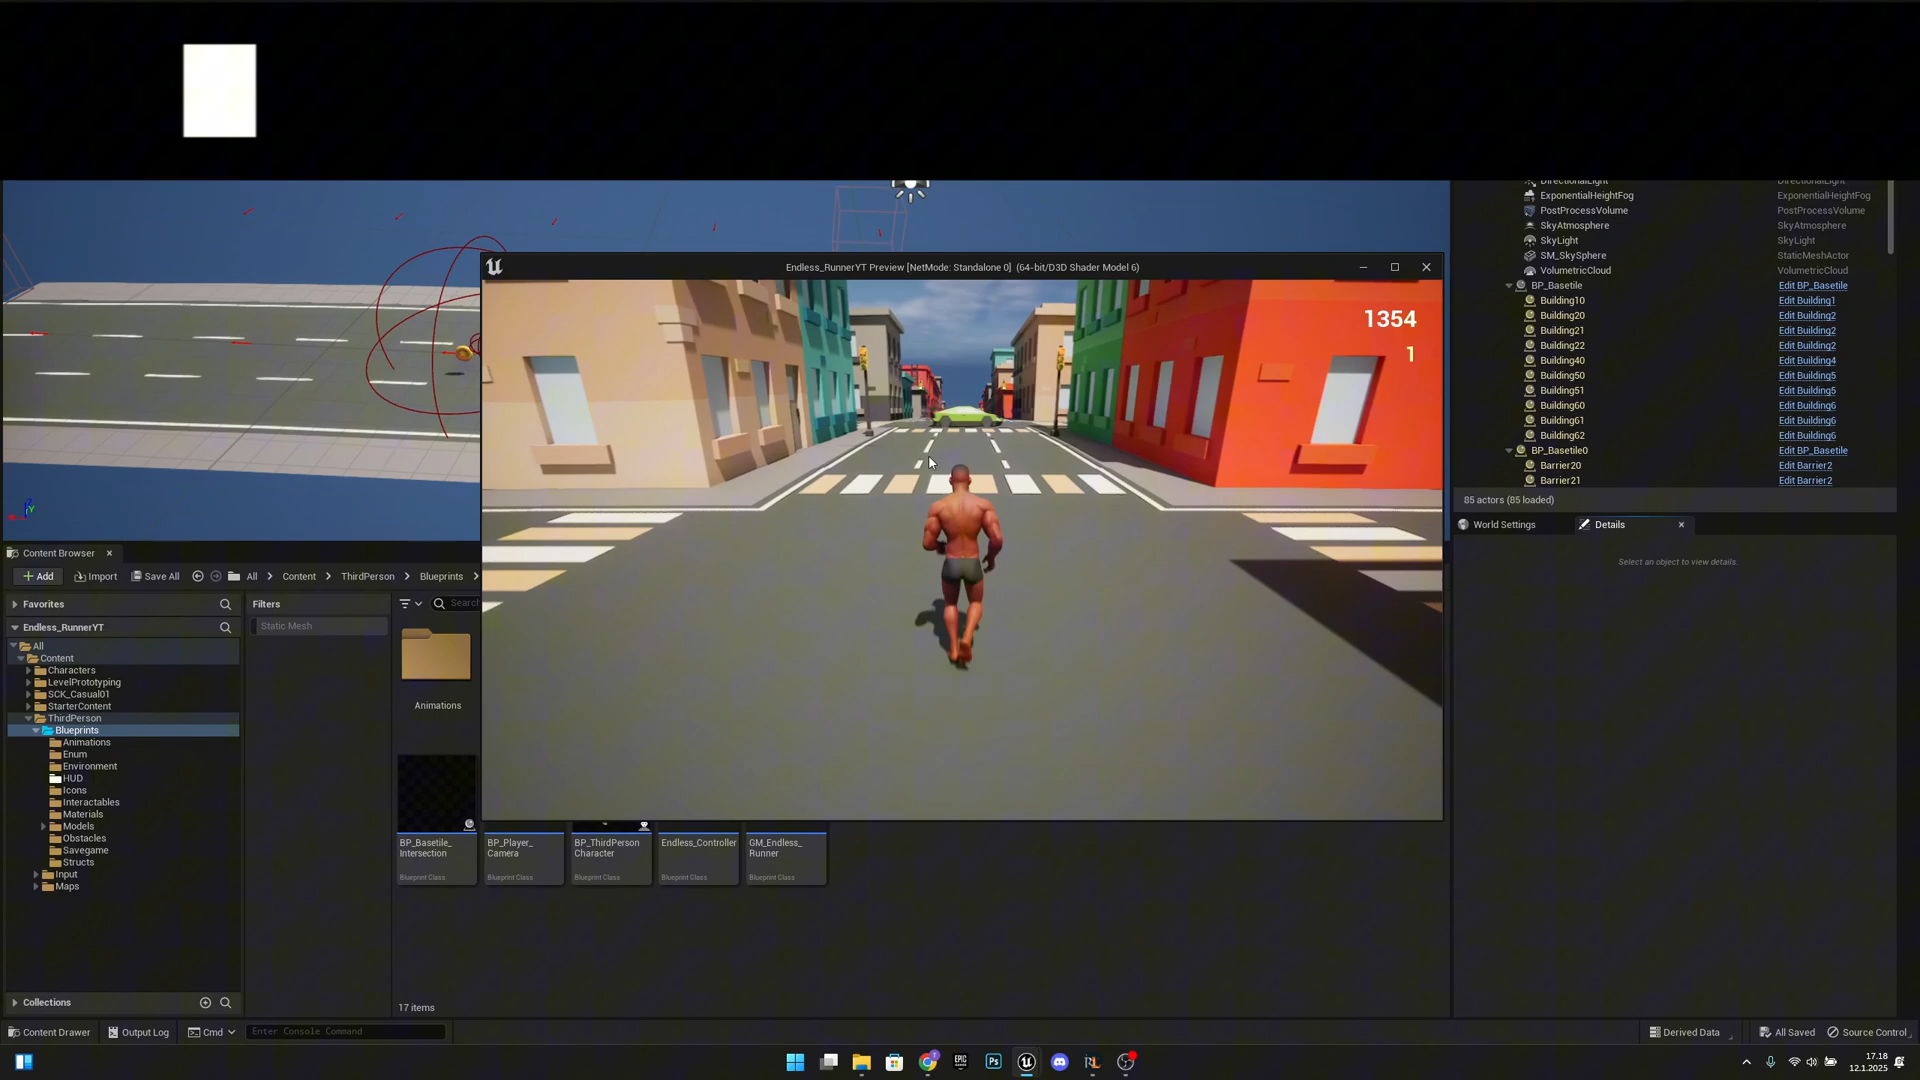 DirectionalLight DirectionalLight
ExponentialHeightFog ExponentialHeightFog
PostProcessVolume PostProcessVolume
SkyAtmosphere SkyAtmosphere
SkyLight SkyLight
SM_SkySphere StaticMeshActor
VolumetricCloud VolumetricCloud
BP_Basetile Edit BP_Basetile
Building10 Edit Building1
Building20 Edit Building2
Building21 Edit Building2
Building22 Edit Building2
Building40 Edit Building4
Building50 Edit Building5
Building51 Edit Building5
Building60 Edit Building6
Building61 Edit Building6
Building62 Edit Building6
BP_Basetile0 Edit BP_Basetile
Barrier20 Edit Barrier2
Barrier21 Edit Barrier2
85 actors (85 loaded)
World Settings Details
Select an object to view details.
Endless_RunnerYT Preview [NetMode: Standalone 0] (64-bit/D3D Shader Model 6)
1354
1
Z
Y
Content Browser
Add Import Save All All Content ThirdPerson Blueprints
Favorites
Endless_RunnerYT
All
Content
Characters
LevelPrototyping
SCK_Casual01
StarterContent
ThirdPerson
Blueprints
Animations
Enum
Environment
HUD
Icons
Interactables
Materials
Models
Obstacles
Savegame
Structs
Input
Maps
Collections
Filters
Static Mesh
Search
Animations
BP_Basetile_
Intersection
Blueprint Class
BP_Player_
Camera
Blueprint Class
BP_ThirdPerson
Character
Blueprint Class
Endless_Controller
Blueprint Class
GM_Endless_
Runner
Blueprint Class
17 items
Content Drawer Output Log Cmd Enter Console Command Derived Data All Saved Source Control
EPIC
GAMES
Ps
17.18
12.1.2025